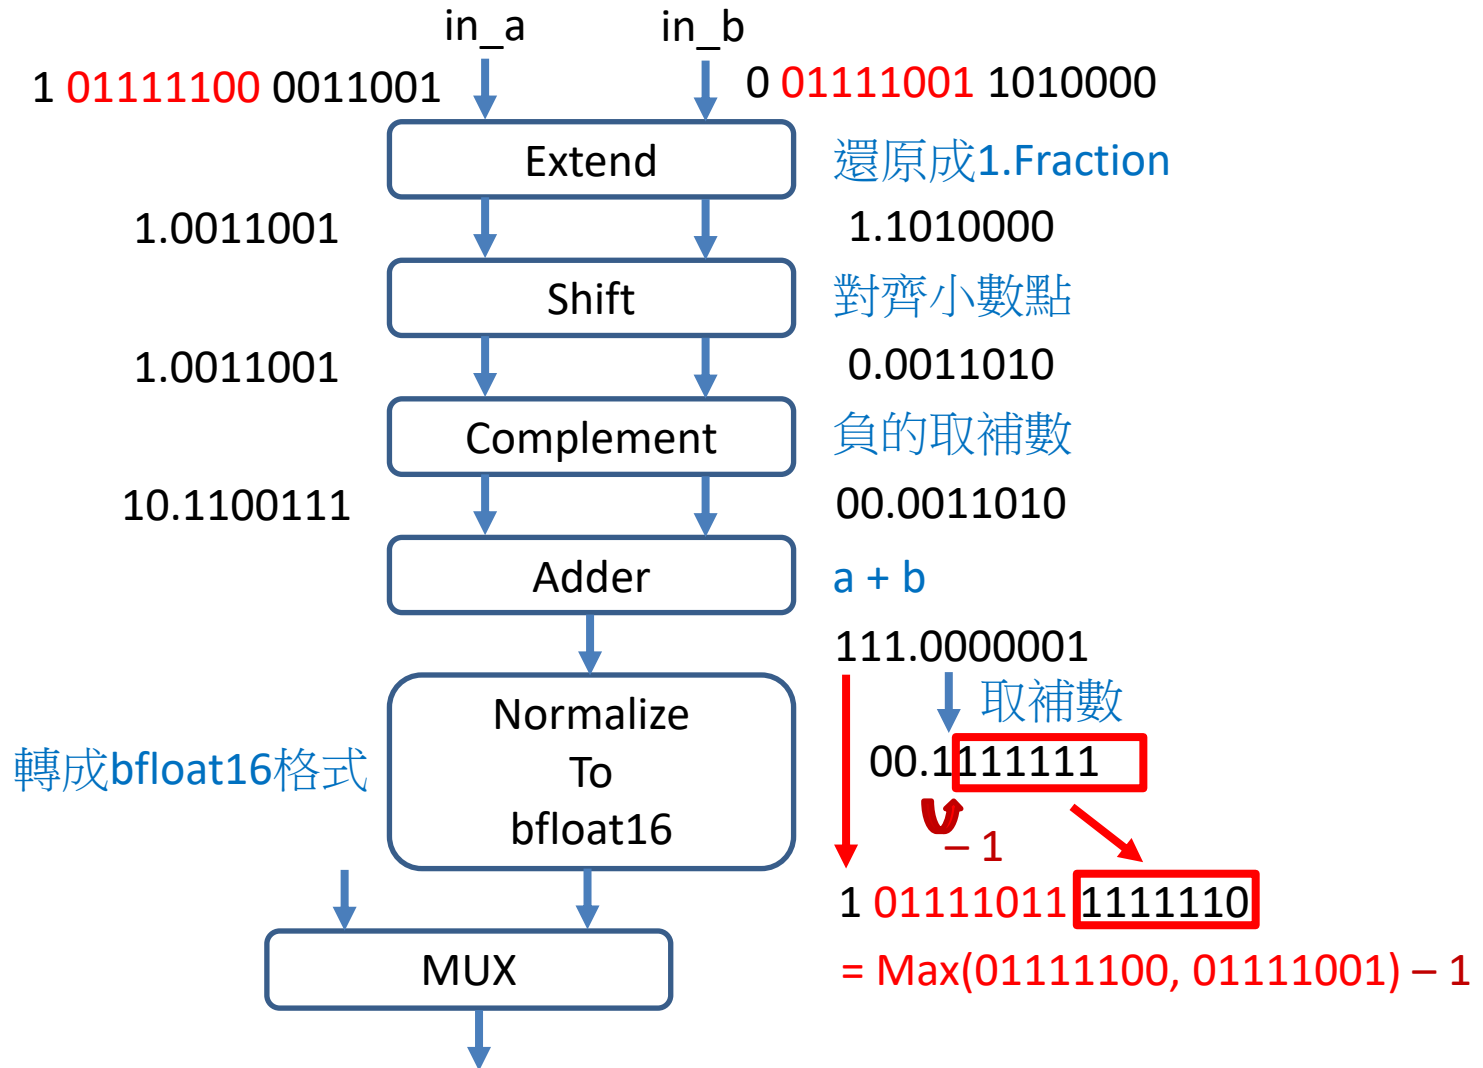 in_a
in_b
1 01111100 0011001
0 01111001 1010000
Extend
還原成1.Fraction
1.0011001
1.1010000
Shift
對齊小數點
1.0011001
0.0011010
Complement
負的取補數
10.1100111
00.0011010
Adder
a + b
111.0000001
取補數
Normalize
To
bfloat16
轉成bfloat16格式
00.11111111
– 1
1 01111011 1111110
MUX
= Max(01111100, 01111001) – 1